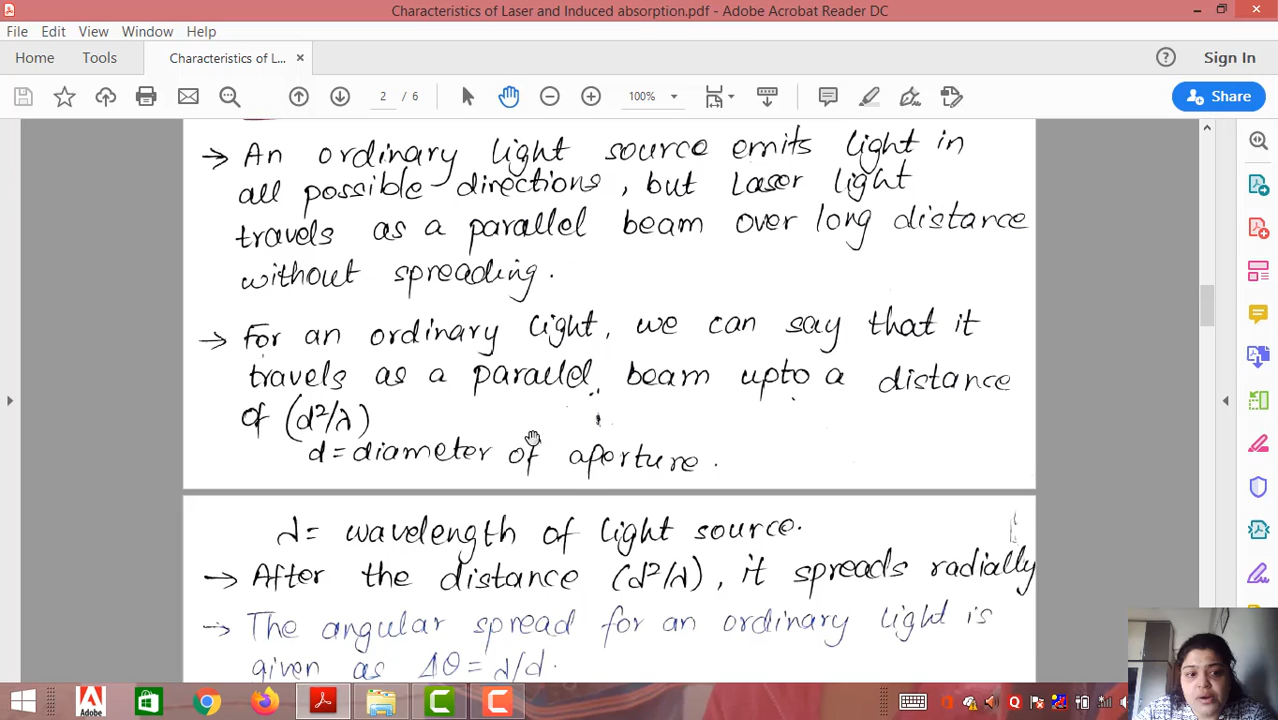 Characteristics of Laser and Induced absorption.pdf - Adobe Acrobat Reader DC
File Edit View Window Help
Home Tools Characteristics of L... × Sign In
2 / 6 100% Share
→ An ordinary light source emits light in
all possible directions, but Laser light
travels as a parallel beam over long distance
without spreading.
→ For an ordinary light, we can say that it
travels as a parallel beam upto a distance
of (d²/λ)
d = diameter of aperture.
λ = wavelength of light source.
→ After the distance (d²/λ), it spreads radially
→ The angular spread for an ordinary light is
given as Δθ = λ/d.
Adobe